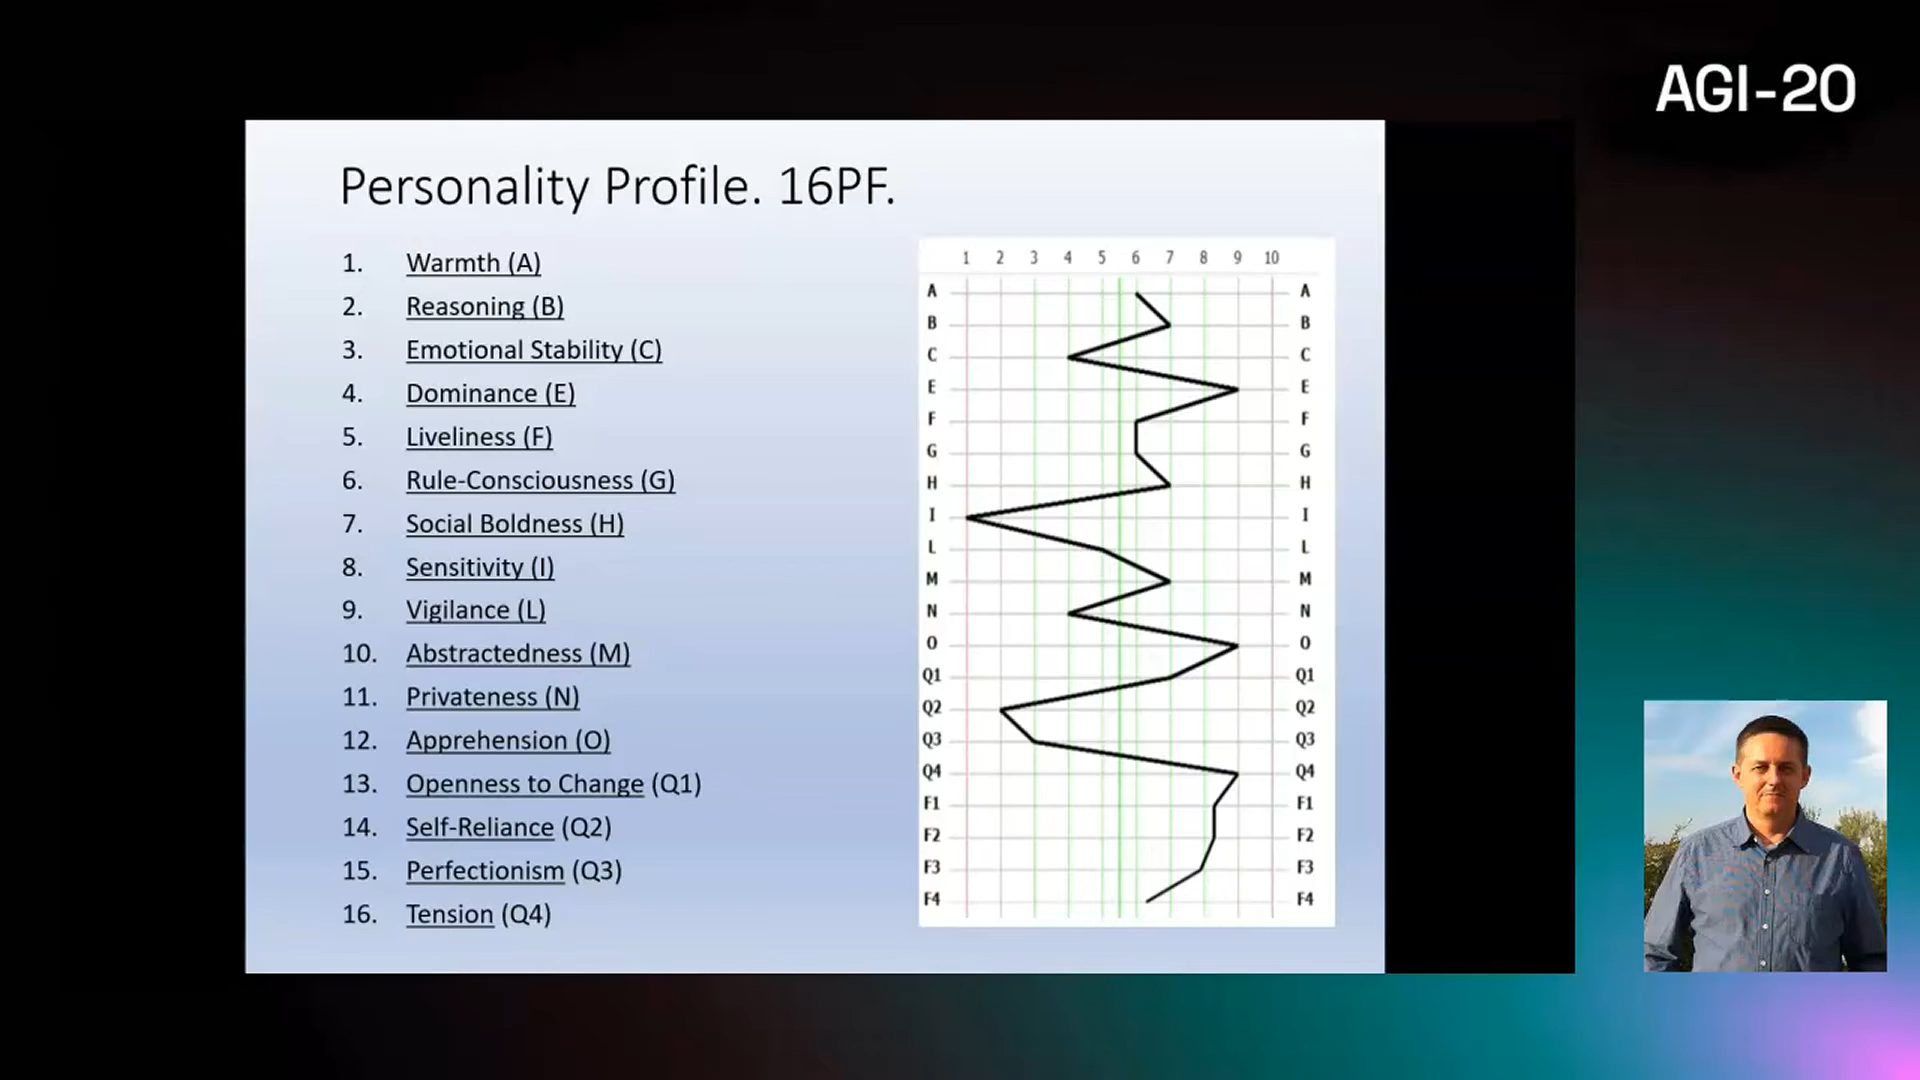 AGI-20
Personality Profile. 16PF.
1. Warmth (A)
2. Reasoning (B)
3. Emotional Stability (C)
4. Dominance (E)
5. Liveliness (F)
6. Rule-Consciousness (G)
7. Social Boldness (H)
8. Sensitivity (I)
9. Vigilance (L)
10. Abstractedness (M)
11. Privateness (N)
12. Apprehension (O)
13. Openness to Change (Q1)
14. Self-Reliance (Q2)
15. Perfectionism (Q3)
16. Tension (Q4)
1 2 3 4 5 6 7 8 9 10
A A
B B
C C
E E
F F
G G
H H
I I
L L
M M
N N
O O
Q1 Q1
Q2 Q2
Q3 Q3
Q4 Q4
F1 F1
F2 F2
F3 F3
F4 F4